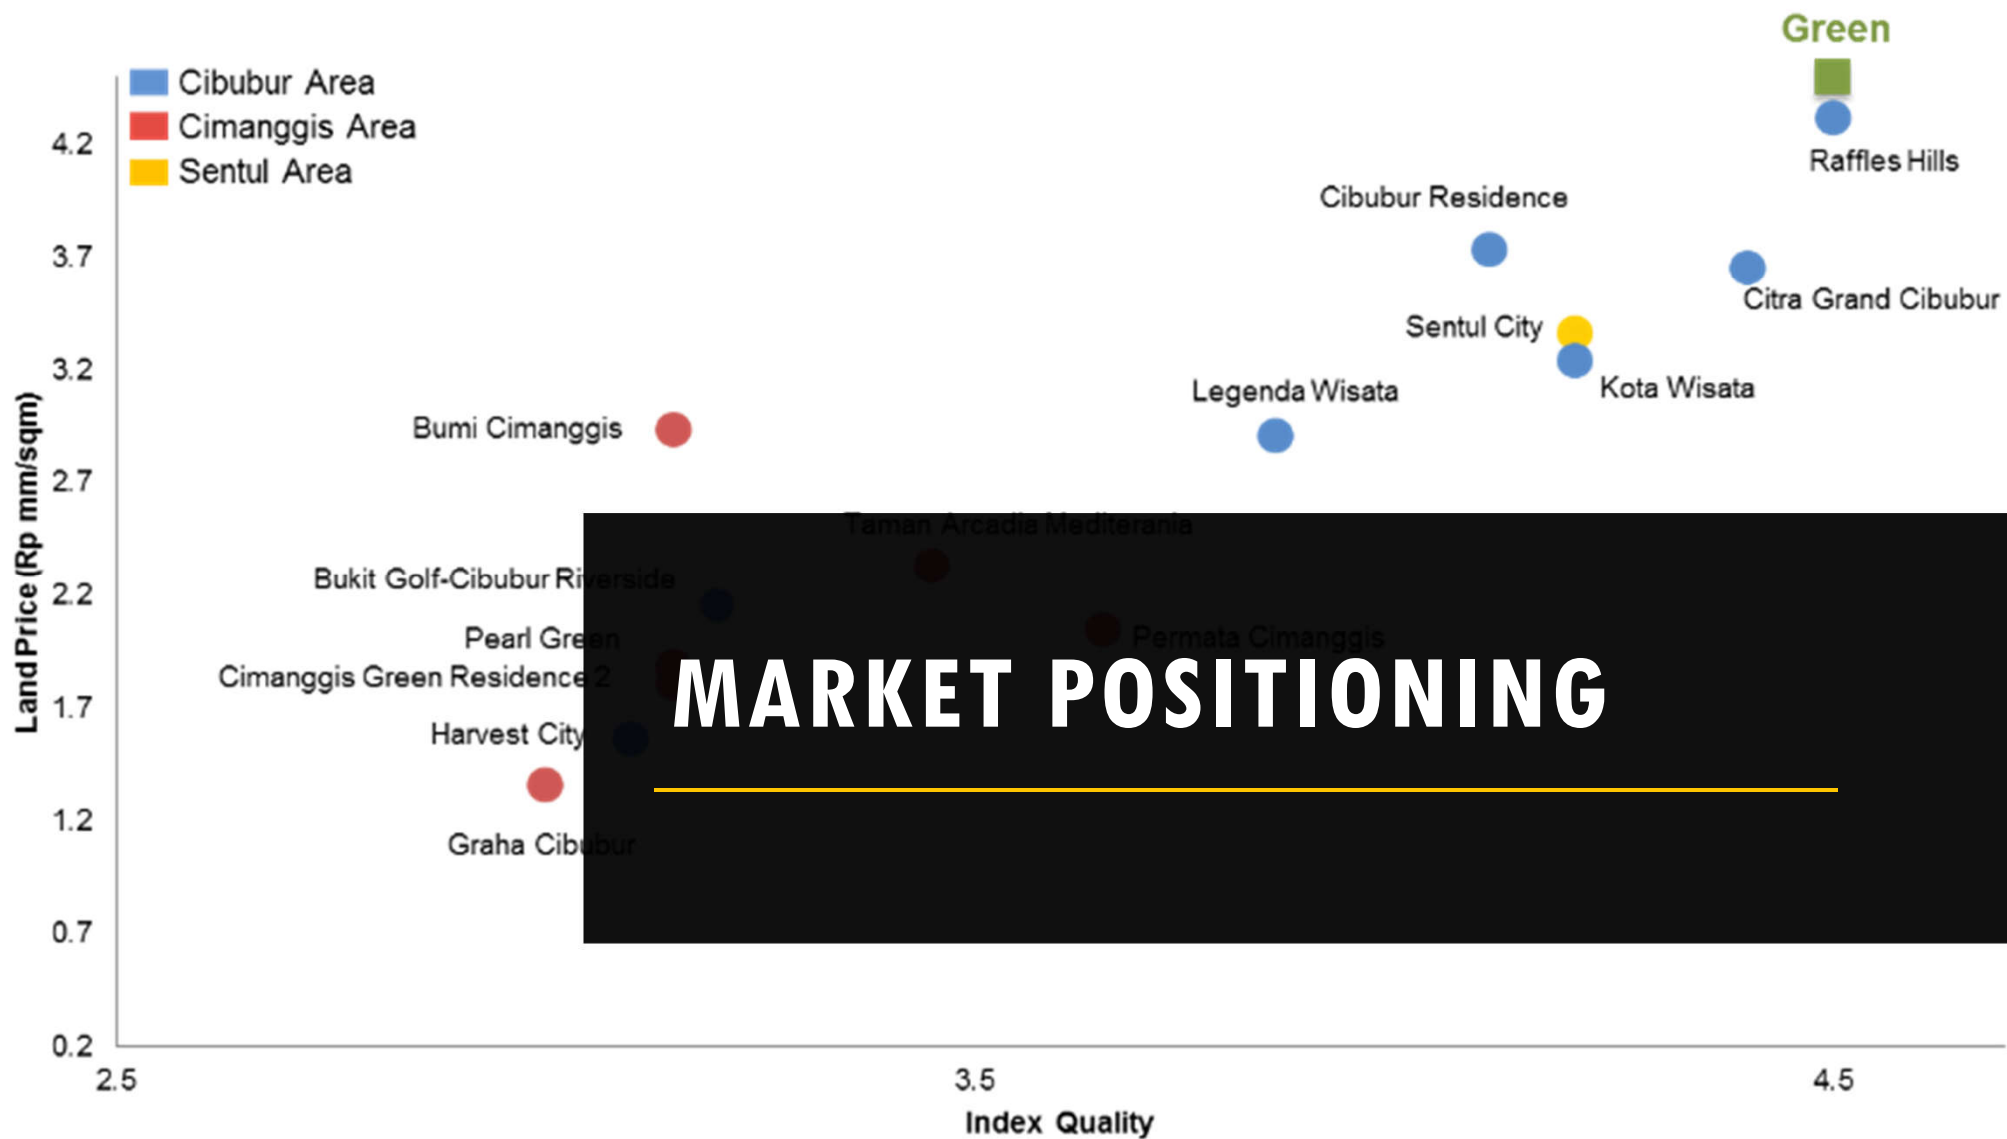 Green
Cibubur Area
Cimanggis Area
Sentul Area
4.2
Raffles Hills
Cibubur Residence
3.7
Citra Grand Cibubur
Sentul City
3.2
Kota Wisata
Legenda Wisata
Bumi Cimanggis
2.7
Taman Arcadia Mediterania
Bukit Golf-Cibubur Riverside
2.2
Pearl Green
Permata Cimanggis
Cimanggis Green Residence 2
MARKET POSITIONING
1.7
Harvest City
1.2
Graha Cibubur
0.7
0.2
Land Price (Rp mm/sqm)
2.5 3.5 4.5
Index Quality